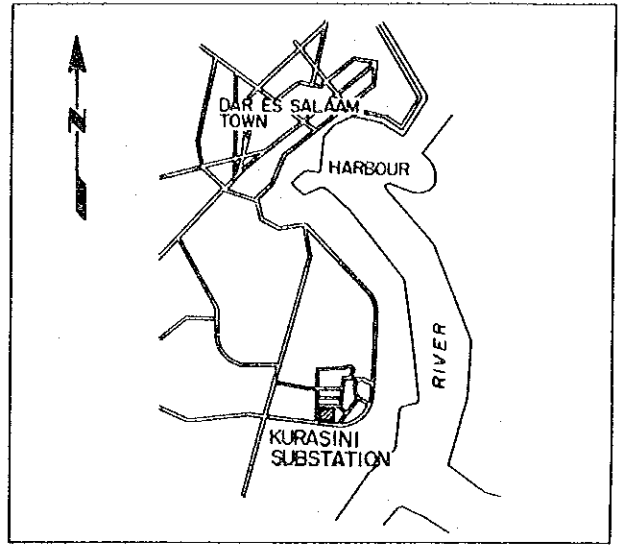 N
DAR ES SALAAM
TOWN
HARBOUR
RIVER
KURASINI
SUBSTATION